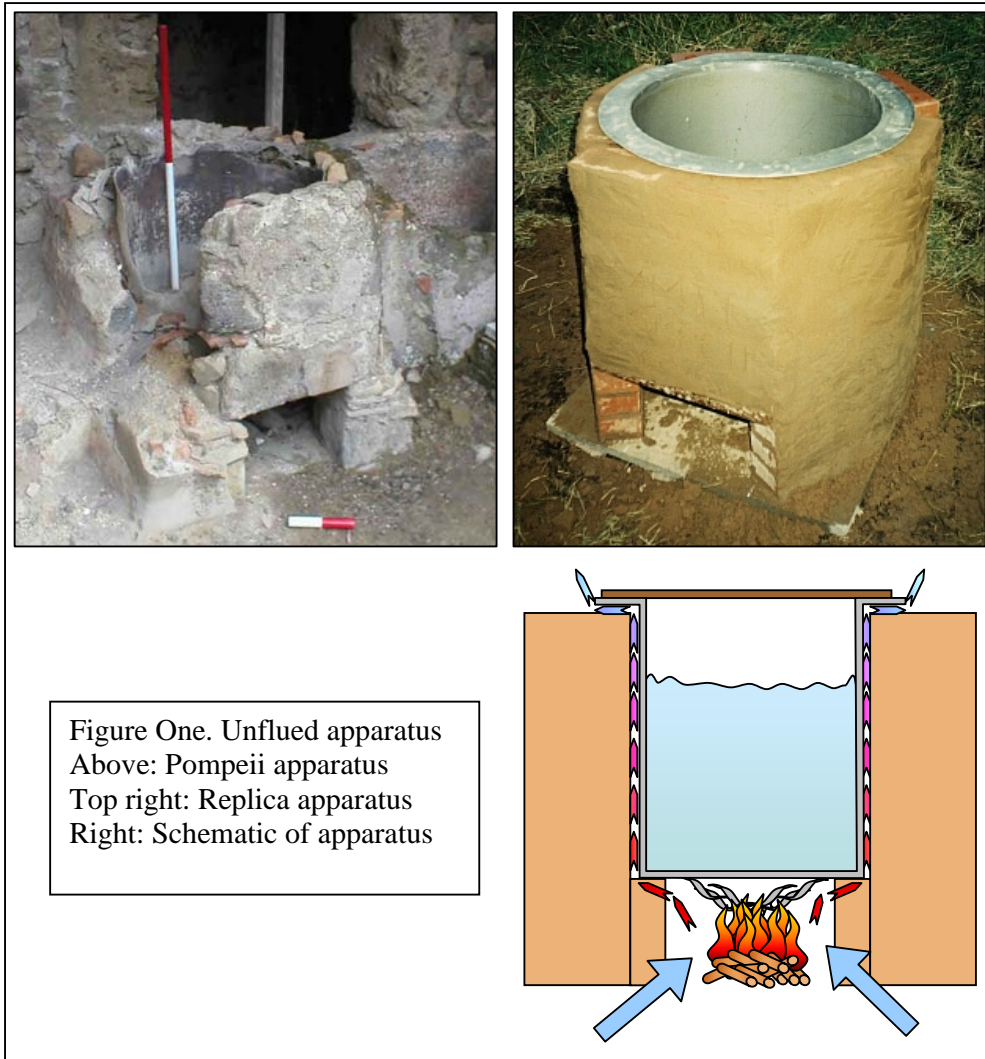 Figure One. Unflued apparatus
Above: Pompeii apparatus
Top right: Replica apparatus
Right: Schematic of apparatus